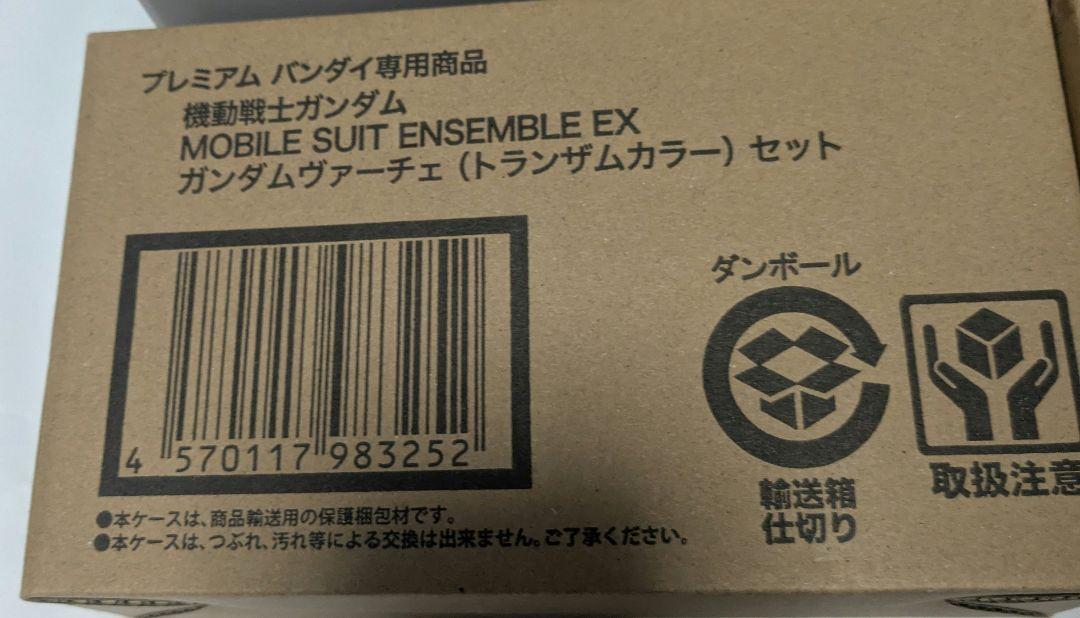 プレミアム バンダイ専用商品
機動戦士ガンダム
MOBILE SUIT ENSEMBLE EX
ガンダムヴァーチェ（トランザムカラー）セット
4 570117 983252
●本ケースは、商品輸送用の保護梱包材です。
●本ケースは、つぶれ、汚れ等による交換は出来ません。ご了承ください。
ダンボール
輸送箱
仕切り
取扱注意